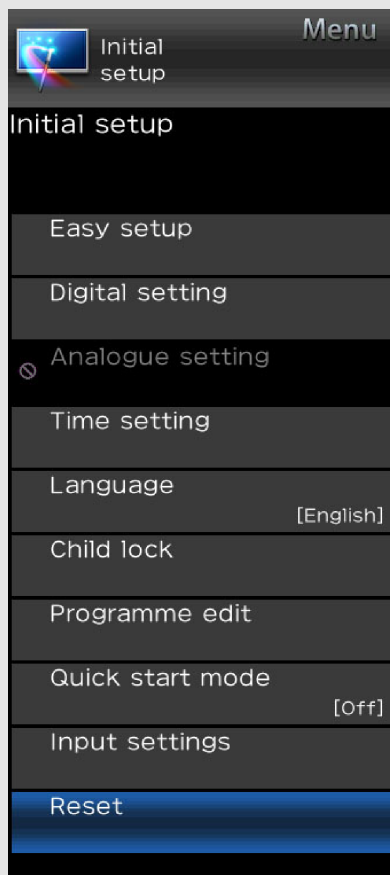 Menu
Initial
setup
Initial setup
Easy setup
Digital setting
Analogue setting
Time setting
Language
[English]
Child lock
Programme edit
Quick start mode
[Off]
Input settings
Reset